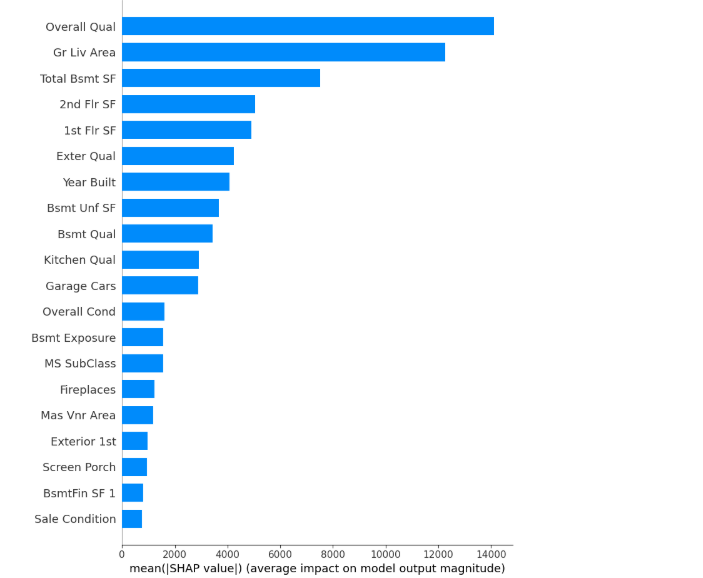 Overall Qual
Gr Liv Area
Total Bsmt SF
2nd Flr SF
1st Flr SF
Exter Qual
Year Built
Bsmt Unf SF
Bsmt Qual
Kitchen Qual
Garage Cars
Overall Cond
Bsmt Exposure
MS SubClass
Fireplaces
Mas Vnr Area
Exterior 1st
Screen Porch
BsmtFin SF 1
Sale Condition
0 2000 4000 6000 8000 10000 12000 14000
mean(|SHAP value|) (average impact on model output magnitude)